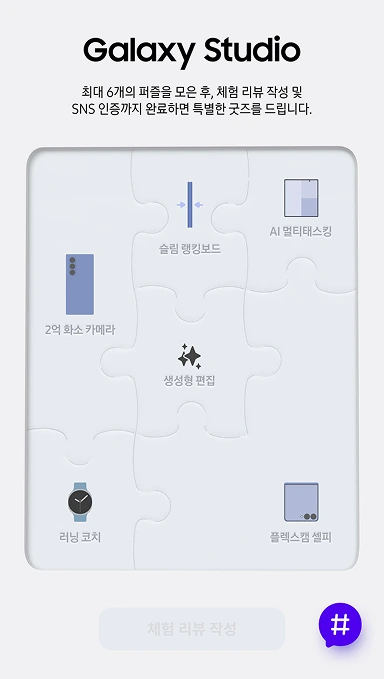 Galaxy Studio
최대 6개의 퍼즐을 모은 후, 체험 리뷰 작성 및
SNS 인증까지 완료하면 특별한 굿즈를 드립니다.
슬림 랭킹보드
AI 멀티태스킹
2억 화소 카메라
생성형 편집
러닝 코치
플렉스캠 셀피
체험 리뷰 작성
#